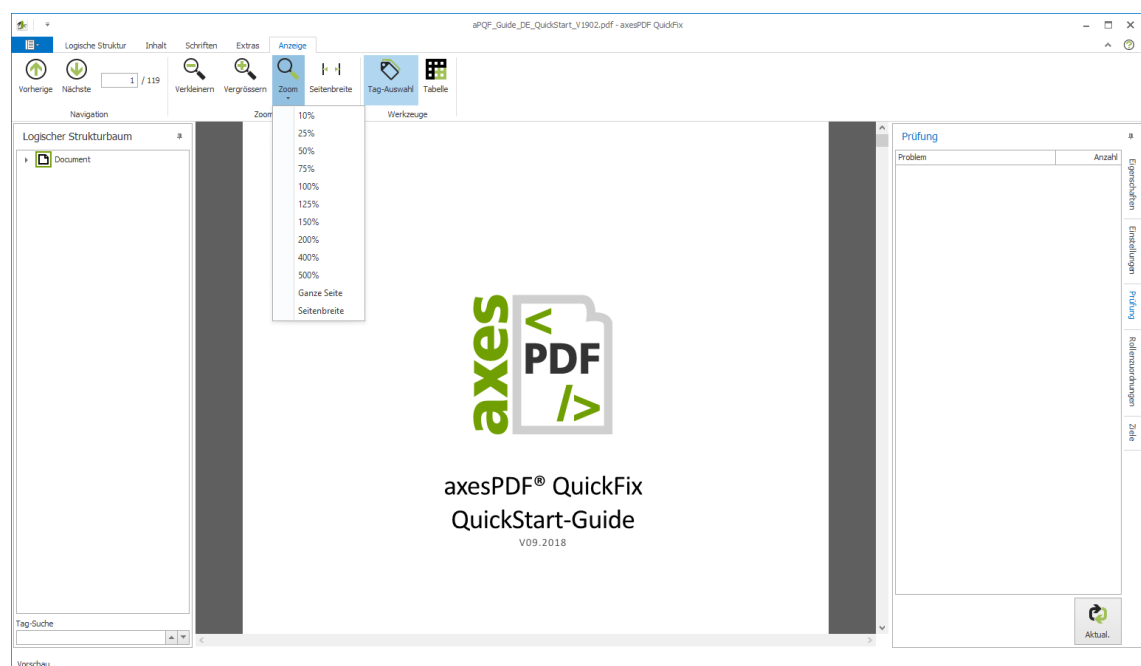 aPQF_Guide_DE_QuickStart_V1902.pdf - axesPDF QuickFix
Logische Struktur Inhalt Schriften Extras Anzeige
1 / 119
Vorherige Nächste Verkleinern Vergrössern Zoom Seitenbreite Tag-Auswahl Tabelle
Navigation Zoom Werkzeuge
10%
25%
50%
75%
100%
125%
150%
200%
400%
500%
Ganze Seite
Seitenbreite
Logischer Strukturbaum
Document
Tag-Suche
Vorschau
axes
<
PDF
/>
axesPDF® QuickFix
QuickStart-Guide
V09.2018
Prüfung
Problem Anzahl
Aktual.
Eigenschaften
Einstellungen
Prüfung
Rollenzuordnungen
Ziele